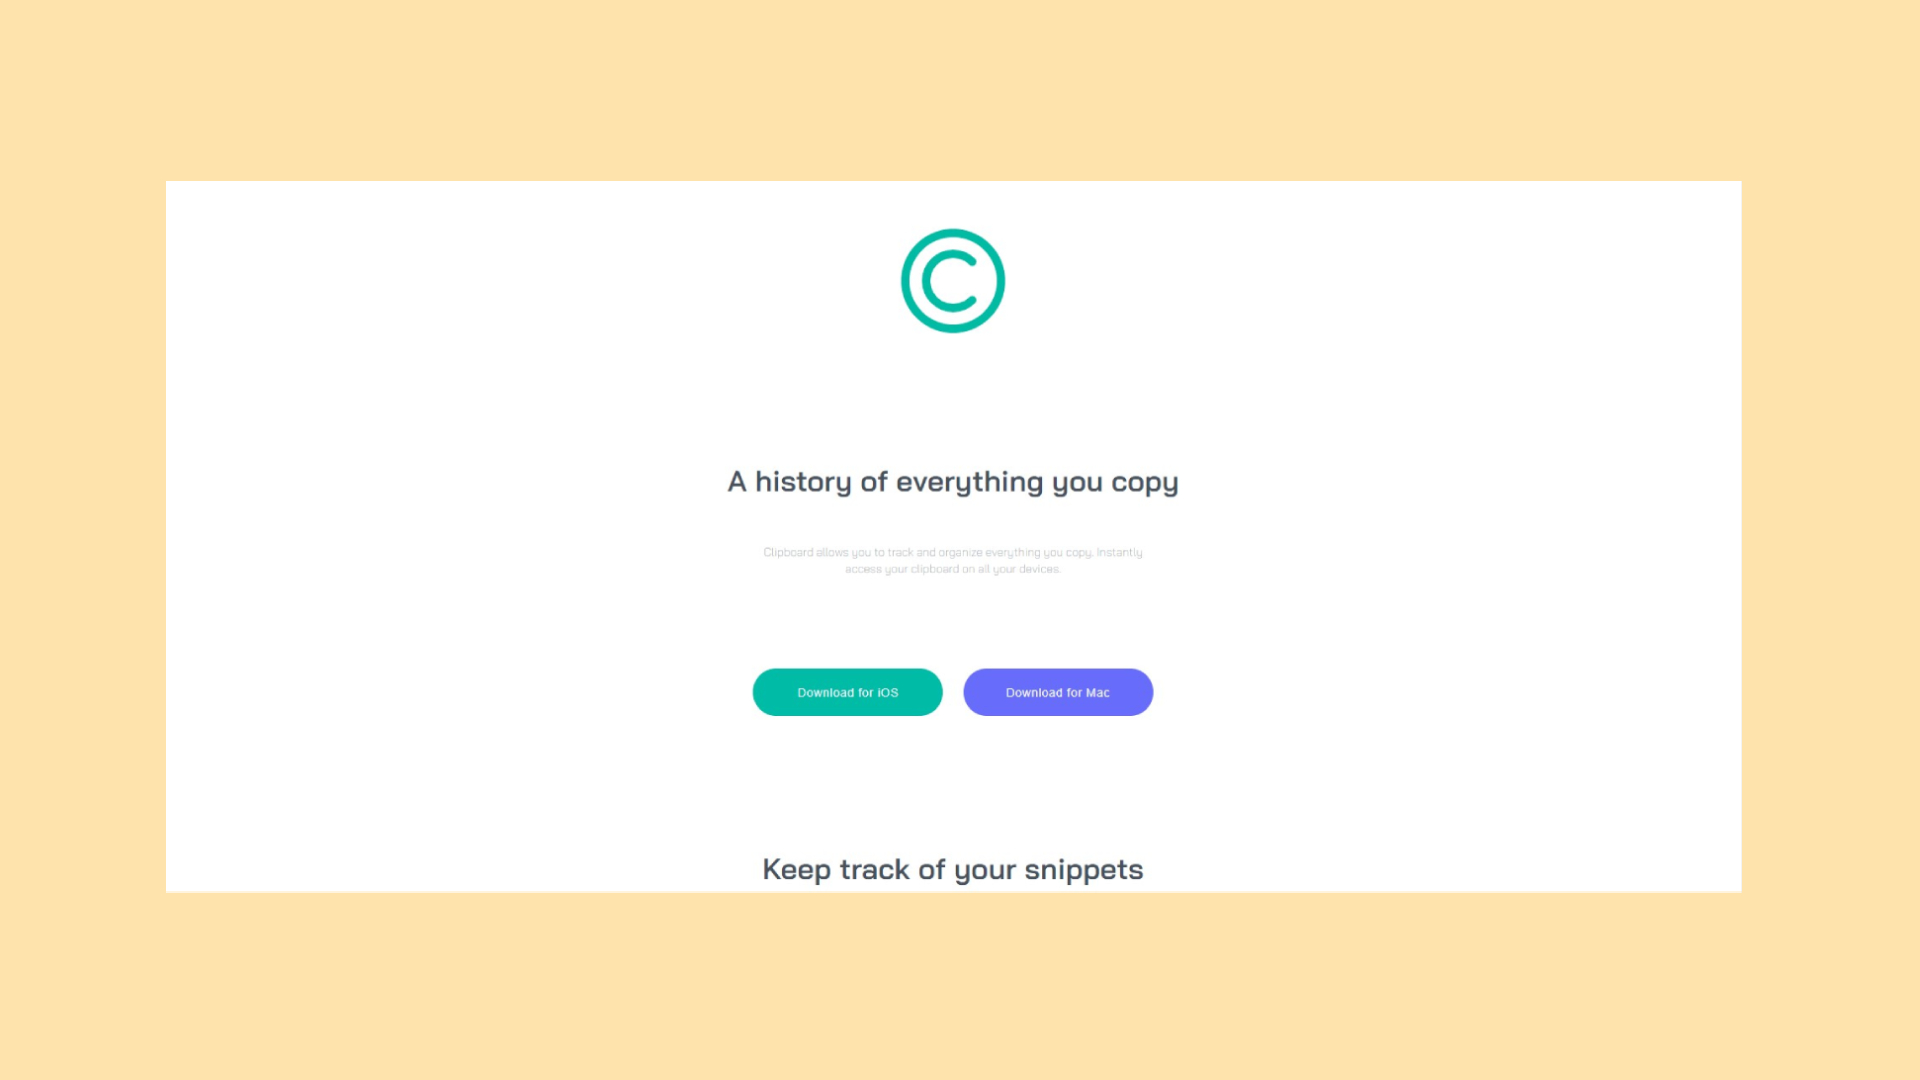 ©
A history of everything you copy
Clipboard allows you to track and organize everything you copy. Instantly
access your clipboard on all your devices.
Download for iOS
Download for Mac
Keep track of your snippets